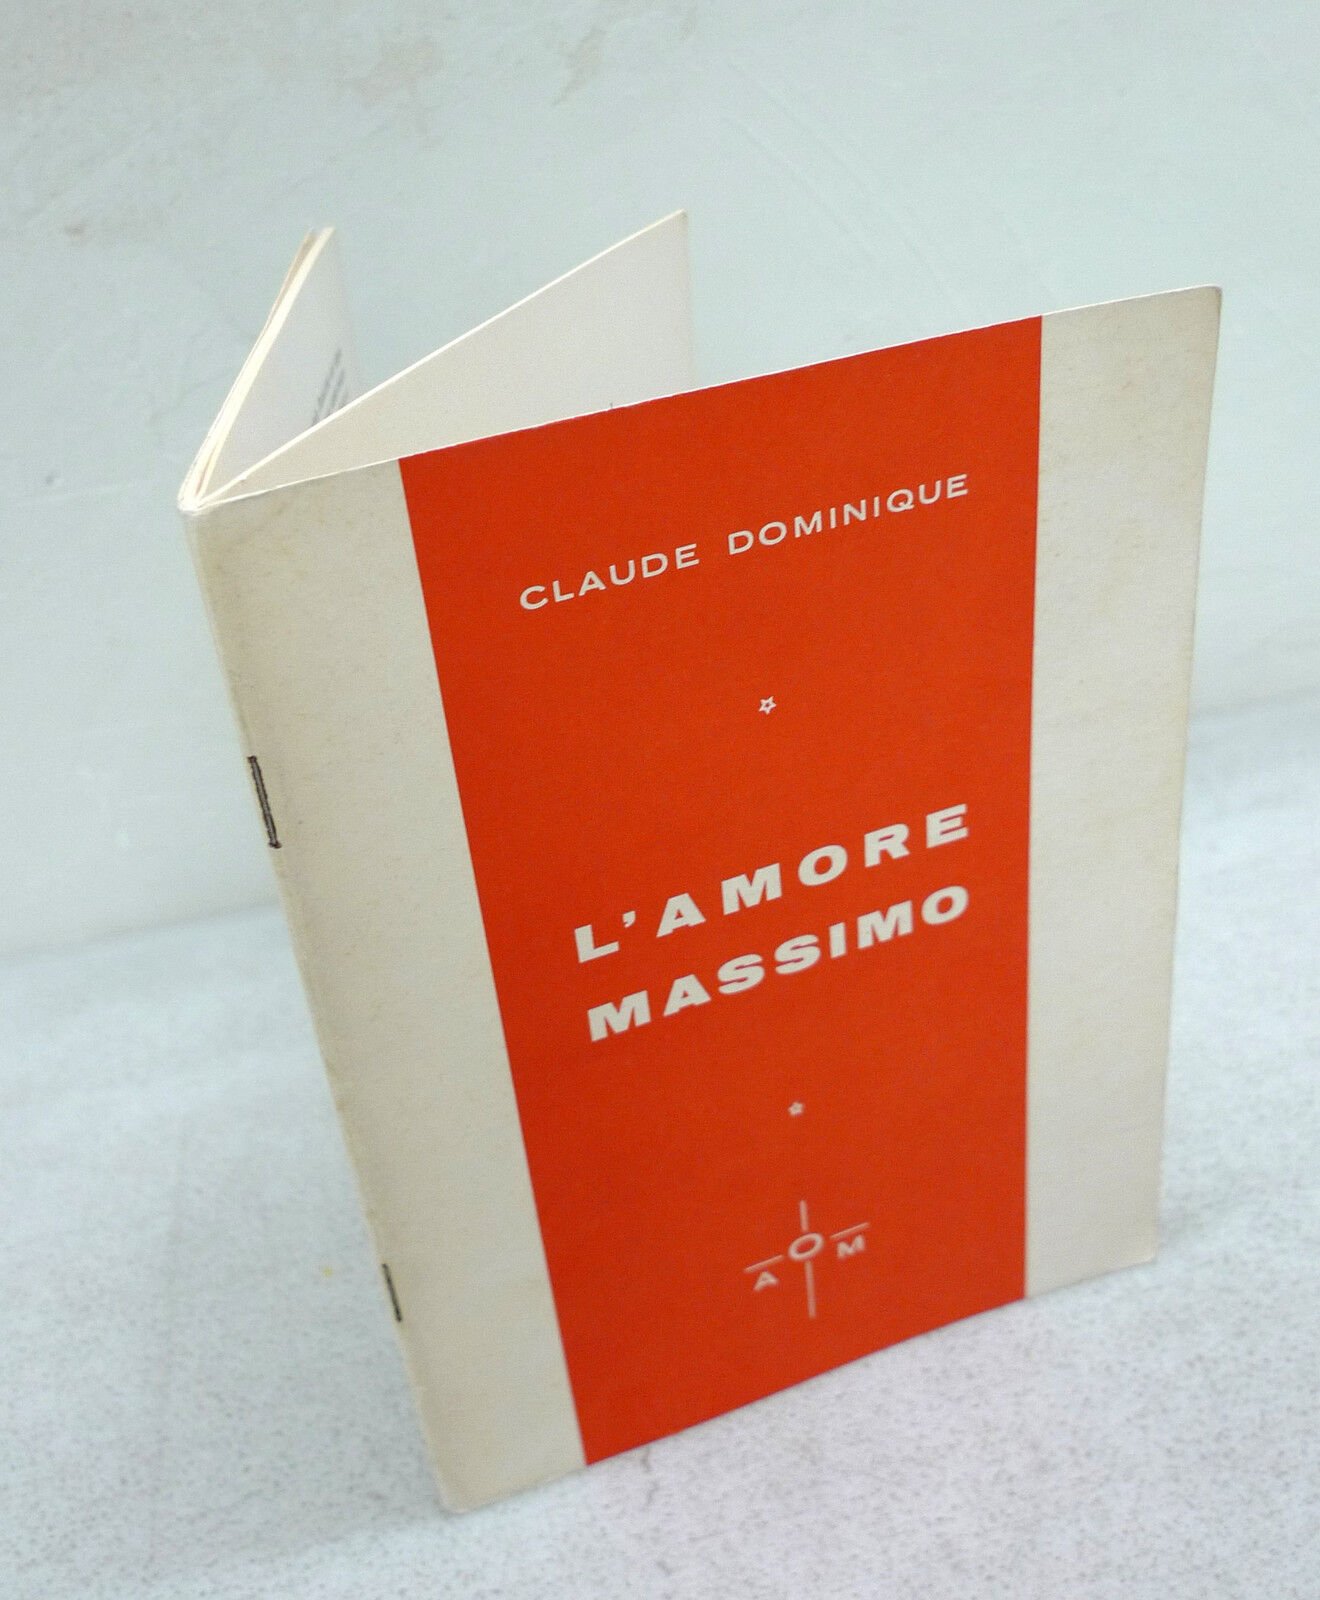 CLAUDE DOMINIQUE
L'AMORE
MASSIMO
A O M